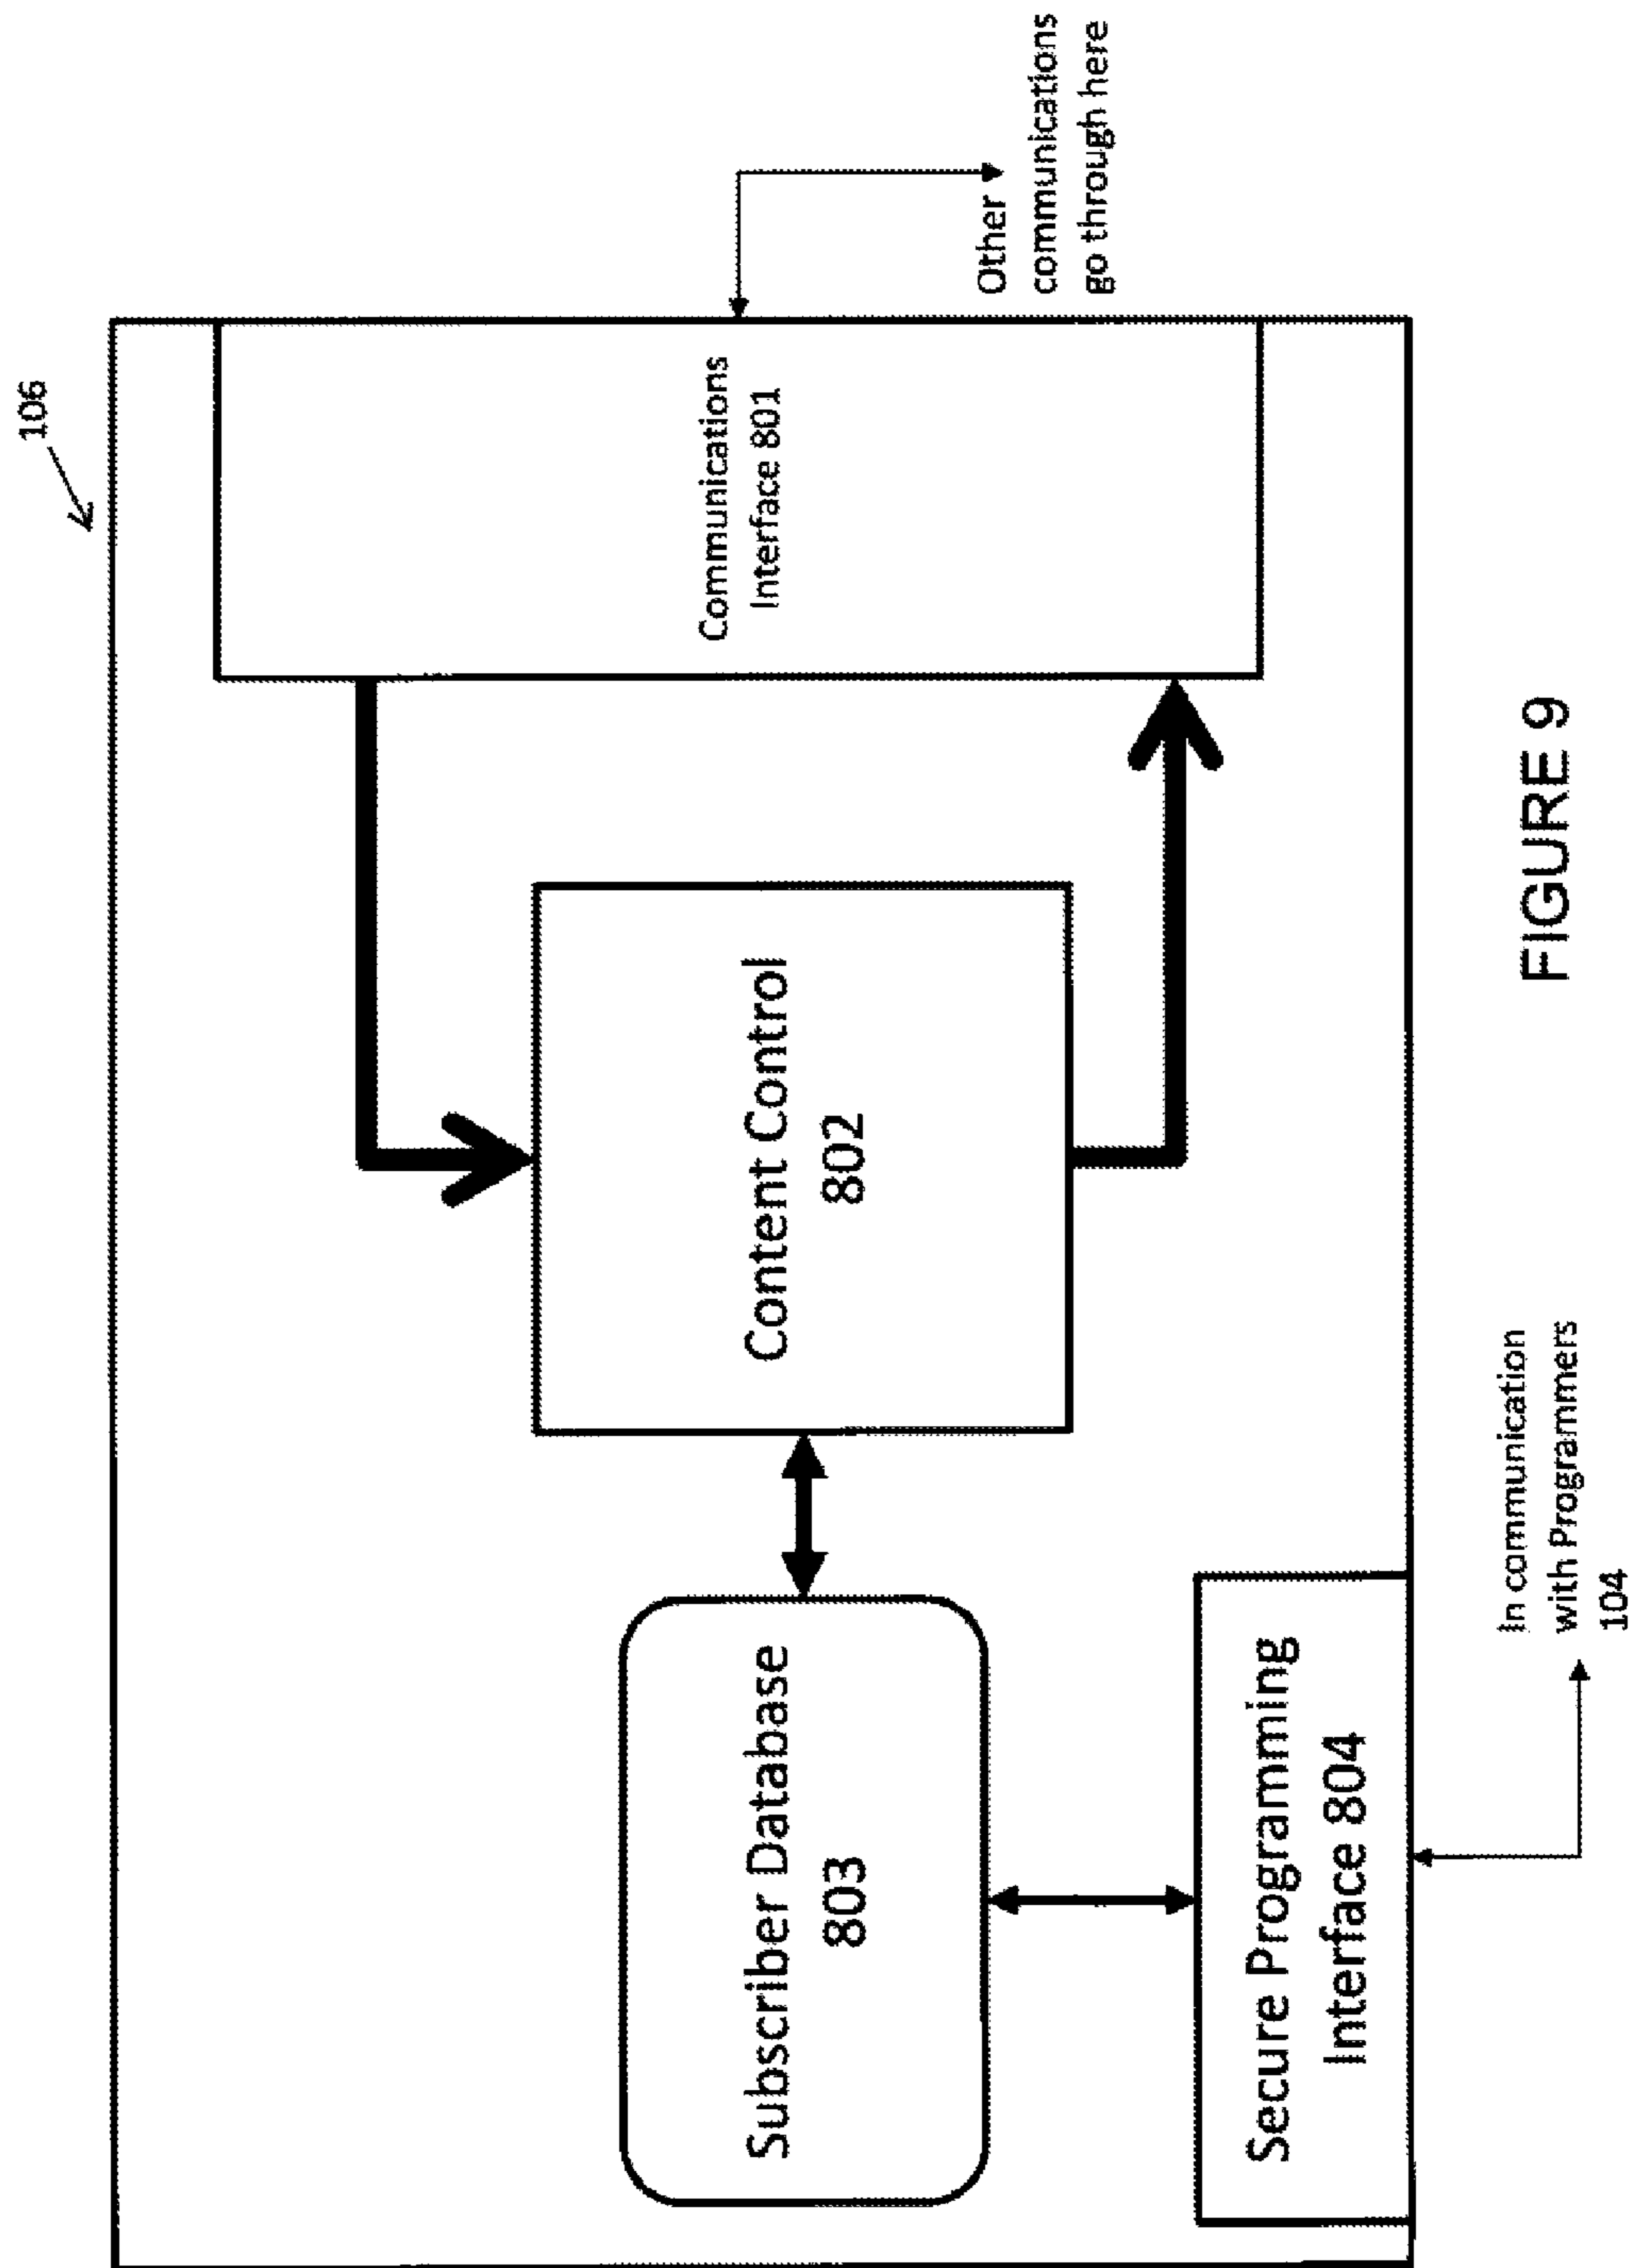 106
Communications
Interface 801
Other
communications
go through here
Content Control
802
Subscriber Database
803
Secure Programming
Interface 804
In communication
with Programmers
104
FIGURE 9